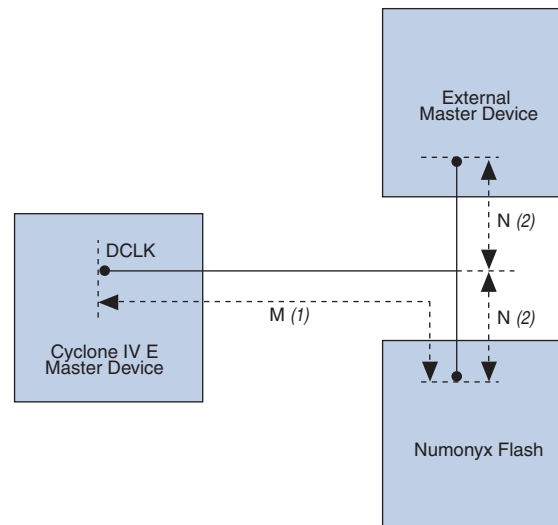 External
Master Device
N (2)
DCLK
M (1)
N (2)
Cyclone IV E
Master Device
Numonyx Flash